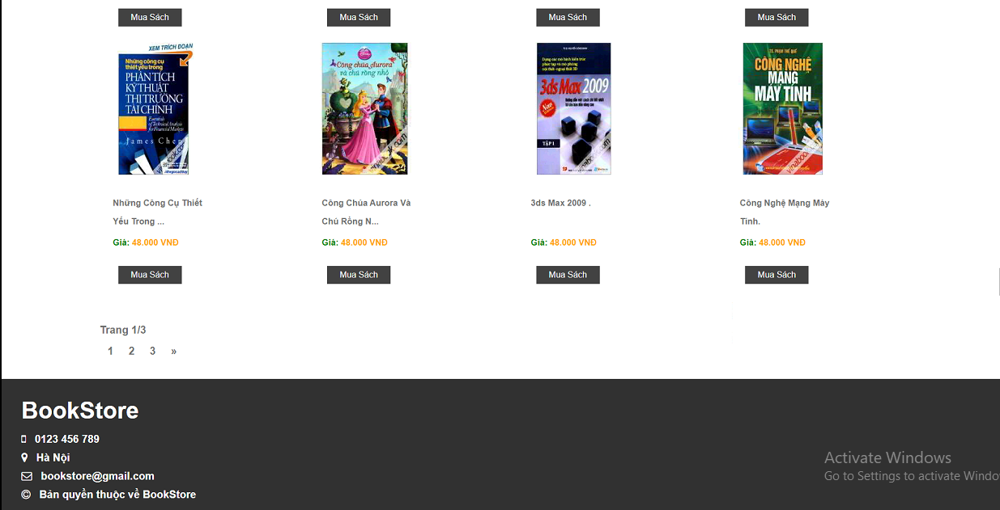 Mua Sách Mua Sách Mua Sách Mua Sách
XEM TRÍCH ĐOẠN
Những công cụ
thiết yếu trong
PHÂN TÍCH
KỸ THUẬT
THỊ TRƯỜNG
TÀI CHÍNH
Essentials
of Technical Analysis
for Financial Markets
James Chen
Công chúa Aurora
và chú rồng nhỏ
3ds Max 2009
New
TẬP 1
TS. PHẠM THẾ QUẾ
CÔNG NGHỆ
MẠNG
MÁY TÍNH
Những Công Cụ Thiết
Yếu Trong ...
Công Chúa Aurora Và
Chú Rồng N...
3ds Max 2009 .
Công Nghệ Mạng Máy
Tính.
Giá: 48.000 VNĐ Giá: 48.000 VNĐ Giá: 48.000 VNĐ Giá: 48.000 VNĐ
Mua Sách Mua Sách Mua Sách Mua Sách
Trang 1/3
1 2 3 »
BookStore
0123 456 789
Hà Nội
bookstore@gmail.com
© Bản quyền thuộc về BookStore
Activate Windows
Go to Settings to activate Windo